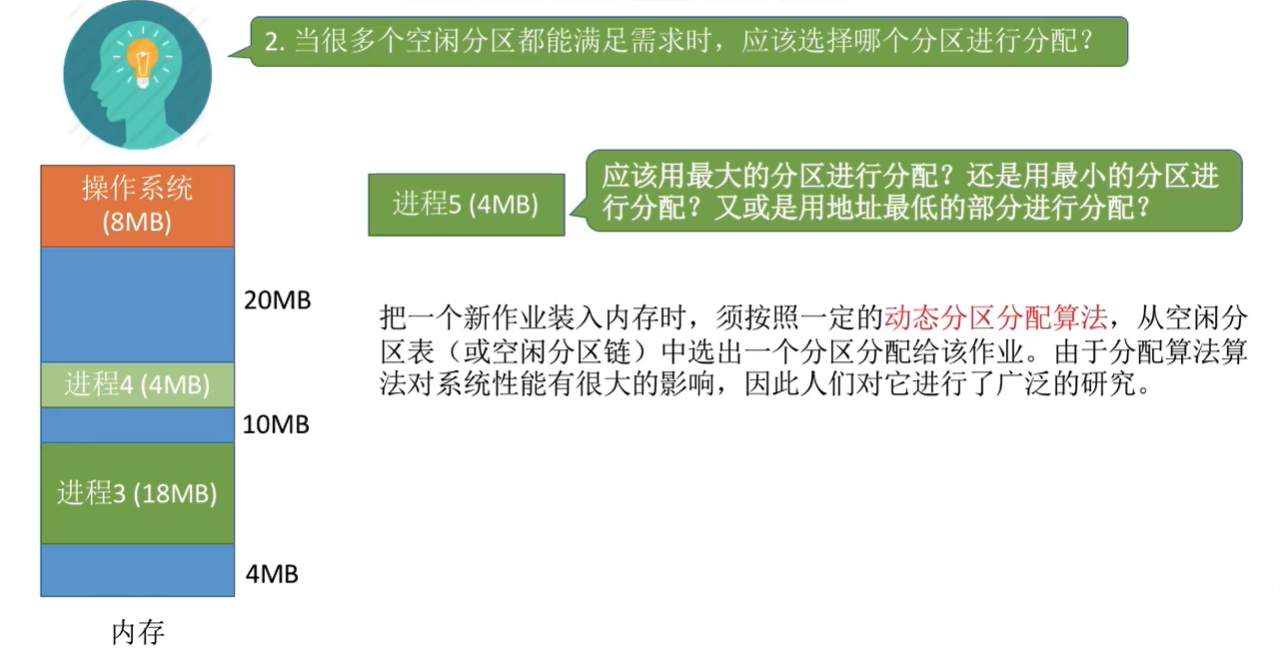 2. 当很多个空闲分区都能满足需求时，应该选择哪个分区进行分配？
操作系统
(8MB)
20MB
进程4 (4MB)
10MB
进程3 (18MB)
4MB
内存
进程5 (4MB)
应该用最大的分区进行分配？还是用最小的分区进
行分配？又或是用地址最低的部分进行分配？
把一个新作业装入内存时，须按照一定的动态分区分配算法，从空闲分
区表（或空闲分区链）中选出一个分区分配给该作业。由于分配算法算
法对系统性能有很大的影响，因此人们对它进行了广泛的研究。